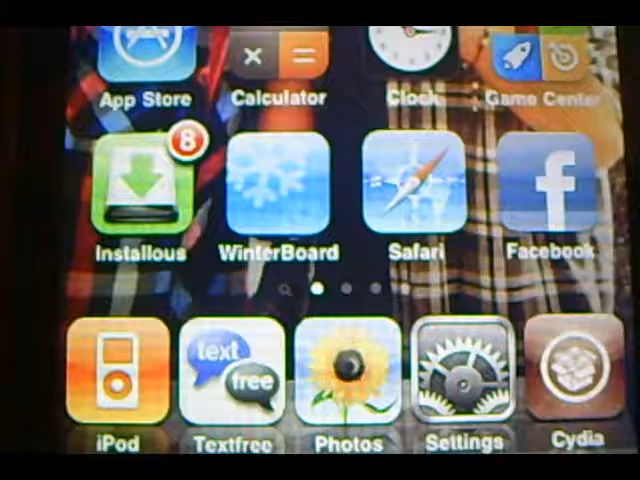 App Store Calculator Clock Game Center
8
Installous WinterBoard Safari Facebook
text
free
iPod Textfree Photos Settings Cydia